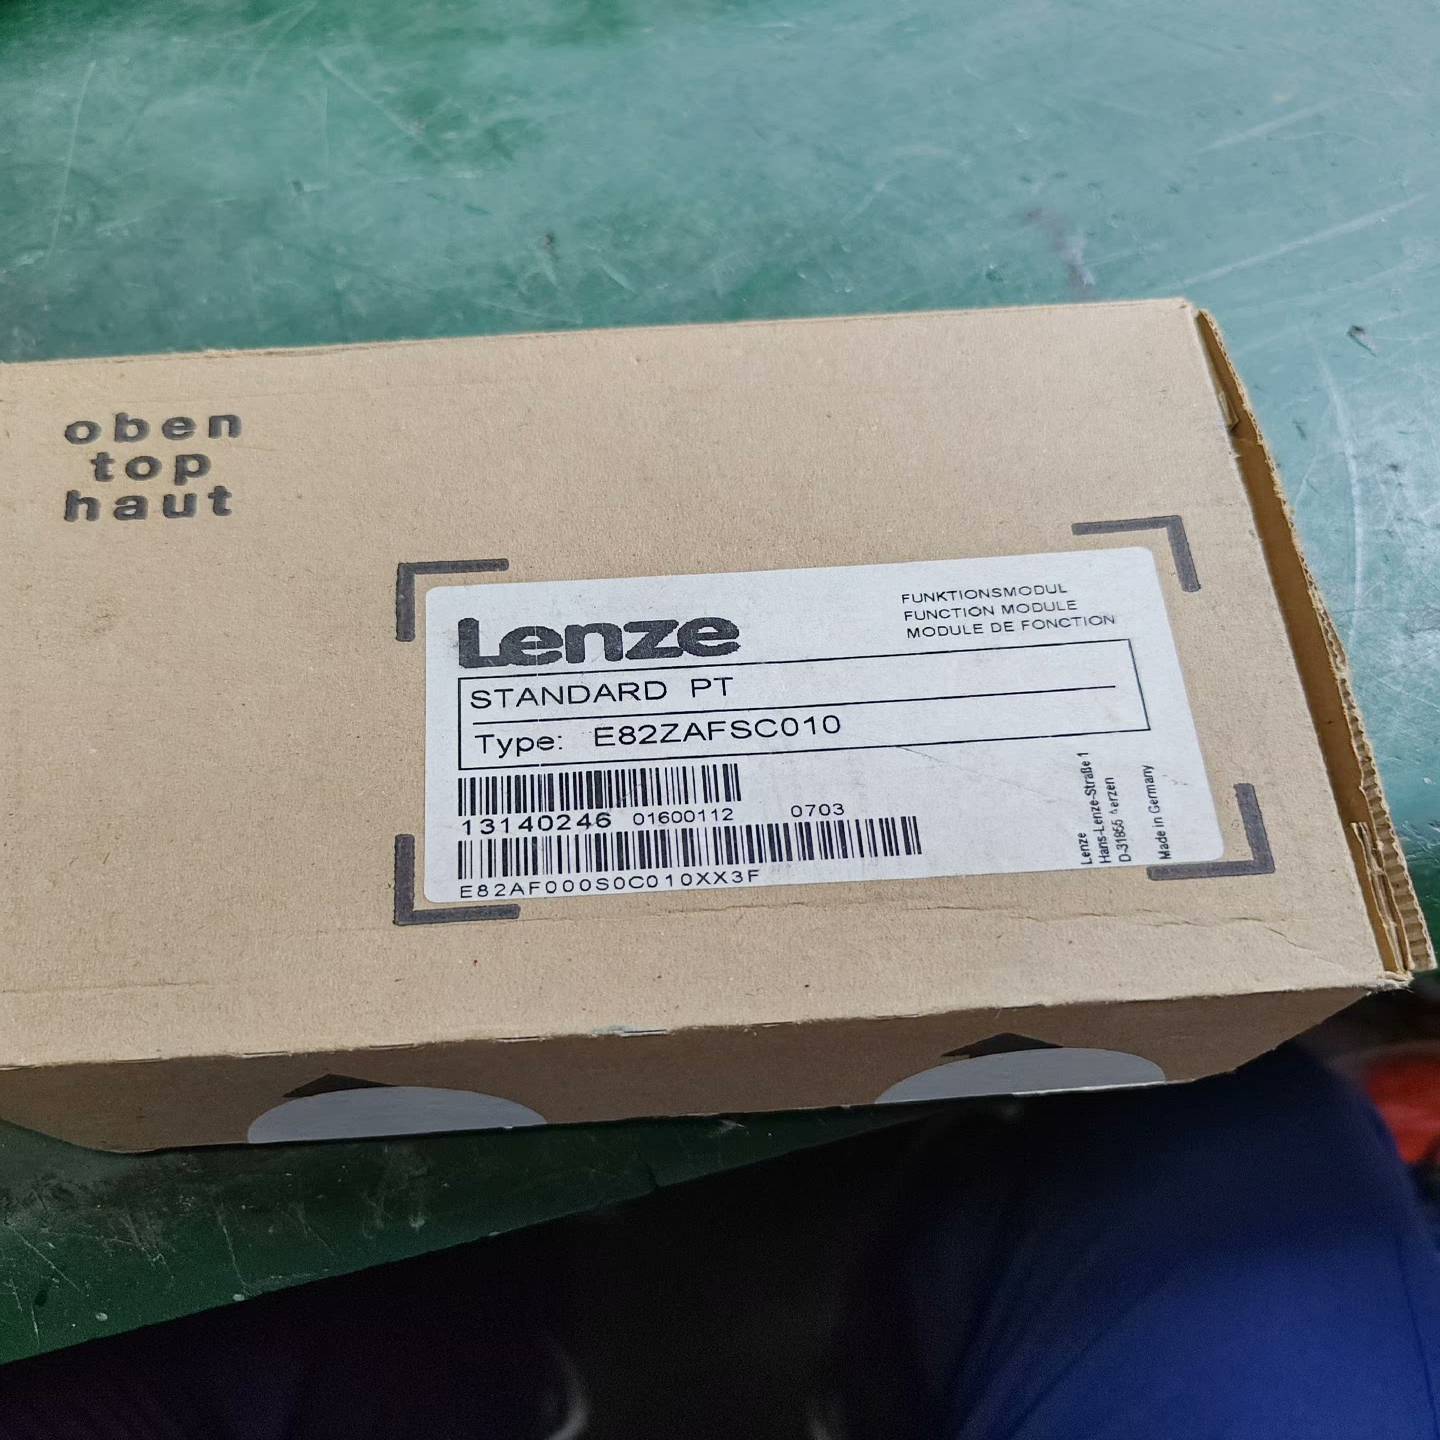 oben
top
haut
Lenze
FUNKTIONSMODUL
FUNCTION MODULE
MODULE DE FONCTION
STANDARD PT
Type: E82ZAFSC010
13140246 01600112 0703
E82AF000S0C010XX3F
Lenze
Hans-Lenze-Straße 1
D-31855 Aerzen
Made in Germany